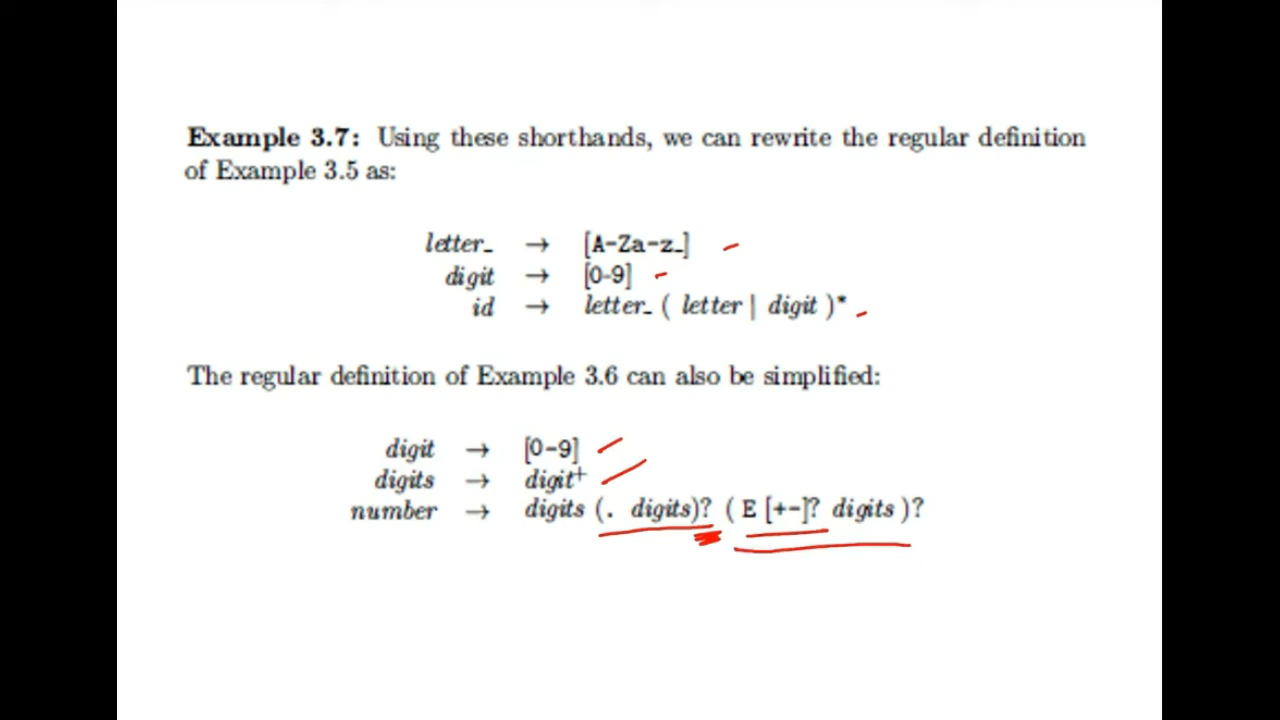 Example 3.7: Using these shorthands, we can rewrite the regular definition
of Example 3.5 as:
letter_ → [A-Za-z_]
digit → [0-9]
id → letter_ ( letter | digit )*
The regular definition of Example 3.6 can also be simplified:
digit → [0-9]
digits → digit+
number → digits (. digits)? ( E [+-]? digits )?